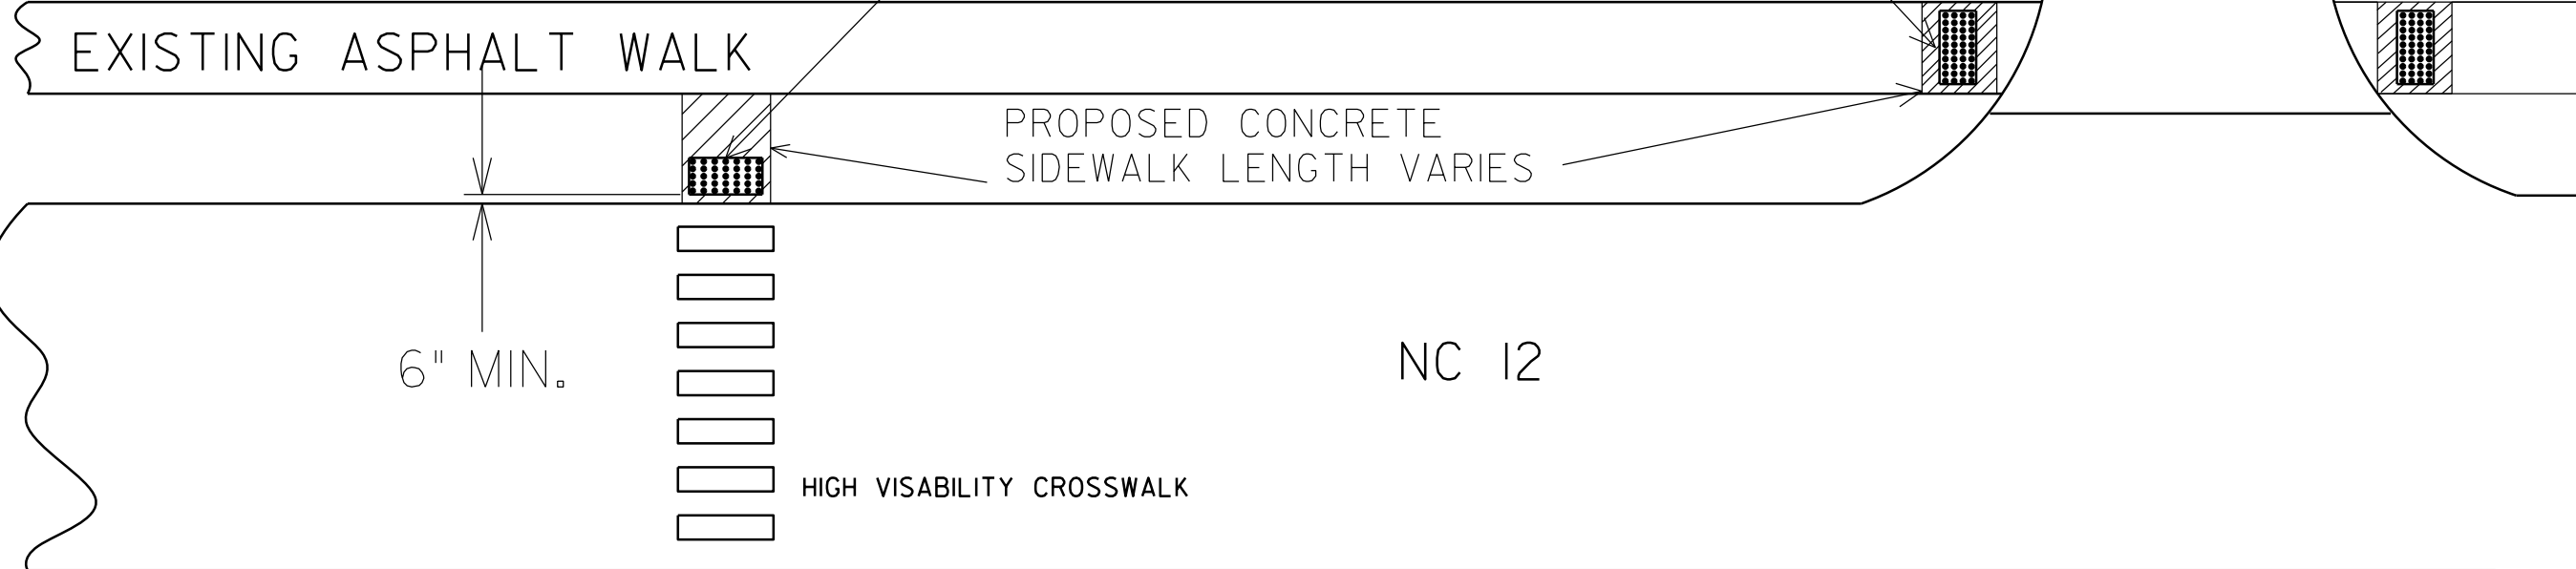 EXISTING ASPHALT WALK
PROPOSED CONCRETE
SIDEWALK LENGTH VARIES
6" MIN.
NC 12
HIGH VISABILITY CROSSWALK